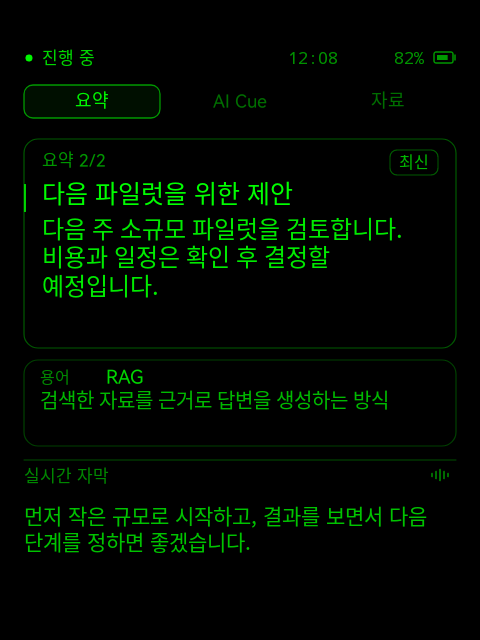 진행 중 12:08 82%
요약 AI Cue 자료
요약 2/2 최신
다음 파일럿을 위한 제안
다음 주 소규모 파일럿을 검토합니다.
비용과 일정은 확인 후 결정할
예정입니다.
용어 RAG
검색한 자료를 근거로 답변을 생성하는 방식
실시간 자막
먼저 작은 규모로 시작하고, 결과를 보면서 다음
단계를 정하면 좋겠습니다.